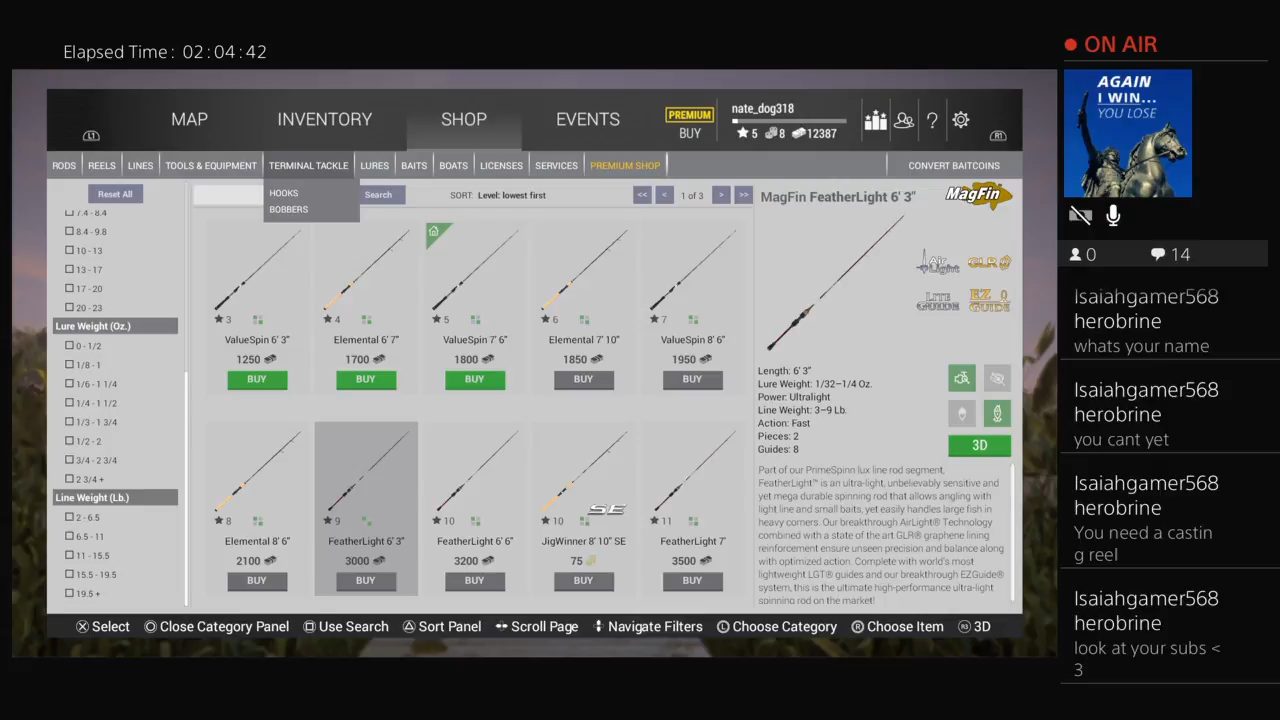 Elapsed Time: 02:04:42
ON AIR
AGAIN
I WIN...
YOU LOSE
L1
MAP
INVENTORY
SHOP
EVENTS
PREMIUM
BUY
nate_dog318
5 8 12387
?
R1
RODS
REELS
LINES
TOOLS & EQUIPMENT
TERMINAL TACKLE
LURES
BAITS
BOATS
LICENSES
SERVICES
PREMIUM SHOP
CONVERT BAITCOINS
HOOKS
BOBBERS
Reset All
Search
SORT: Level: lowest first
<< < 1 of 3 > >>
7.4 - 8.4
8.4 - 9.8
10 - 13
13 - 17
17 - 20
20 - 23
Lure Weight (Oz.)
0 - 1/2
1/8 - 1
1/6 - 1 1/4
1/4 - 1 1/2
1/3 - 1 3/4
1/2 - 2
3/4 - 2 3/4
2 3/4 +
Line Weight (Lb.)
2 - 6.5
6.5 - 11
11 - 15.5
15.5 - 19.5
19.5 +
3
ValueSpin 6' 3"
1250
BUY
4
Elemental 6' 7"
1700
BUY
5
ValueSpin 7' 6"
1800
BUY
6
Elemental 7' 10"
1850
BUY
7
ValueSpin 8' 6"
1950
BUY
8
Elemental 8' 6"
2100
BUY
9
FeatherLight 6' 3"
3000
BUY
10
FeatherLight 6' 6"
3200
BUY
SE
10
JigWinner 8' 10" SE
75
BUY
11
FeatherLight 7'
3500
BUY
MagFin FeatherLight 6' 3"
MagFin
Air Light
GLR
LITE GUIDE
EZ GUIDE
Length: 6' 3"
Lure Weight: 1/32–1/4 Oz.
Power: Ultralight
Line Weight: 3–9 Lb.
Action: Fast
Pieces: 2
Guides: 8
3D
Part of our PrimeSpinn lux line rod segment,
FeatherLight™ is an ultra-light, unbelievably sensitive and
yet mega durable spinning rod that allows angling with
light line and small baits, yet easily handles large fish in
heavy corners. Our breakthrough AirLight® Technology
combined with a state of the art GLR® graphene lining
reinforcement ensure unseen precision and balance along
with optimized action. Complete with world's most
lightweight LGT® guides and our breakthrough EZGuide®
system, this is the ultimate high-performance ultra-light
spinning rod on the market!
Select
Close Category Panel
Use Search
Sort Panel
Scroll Page
Navigate Filters
L Choose Category
R Choose Item
R3 3D
0 14
Isaiahgamer568
herobrine
whats your name
Isaiahgamer568
herobrine
you cant yet
Isaiahgamer568
herobrine
You need a castin
g reel
Isaiahgamer568
herobrine
look at your subs <
3